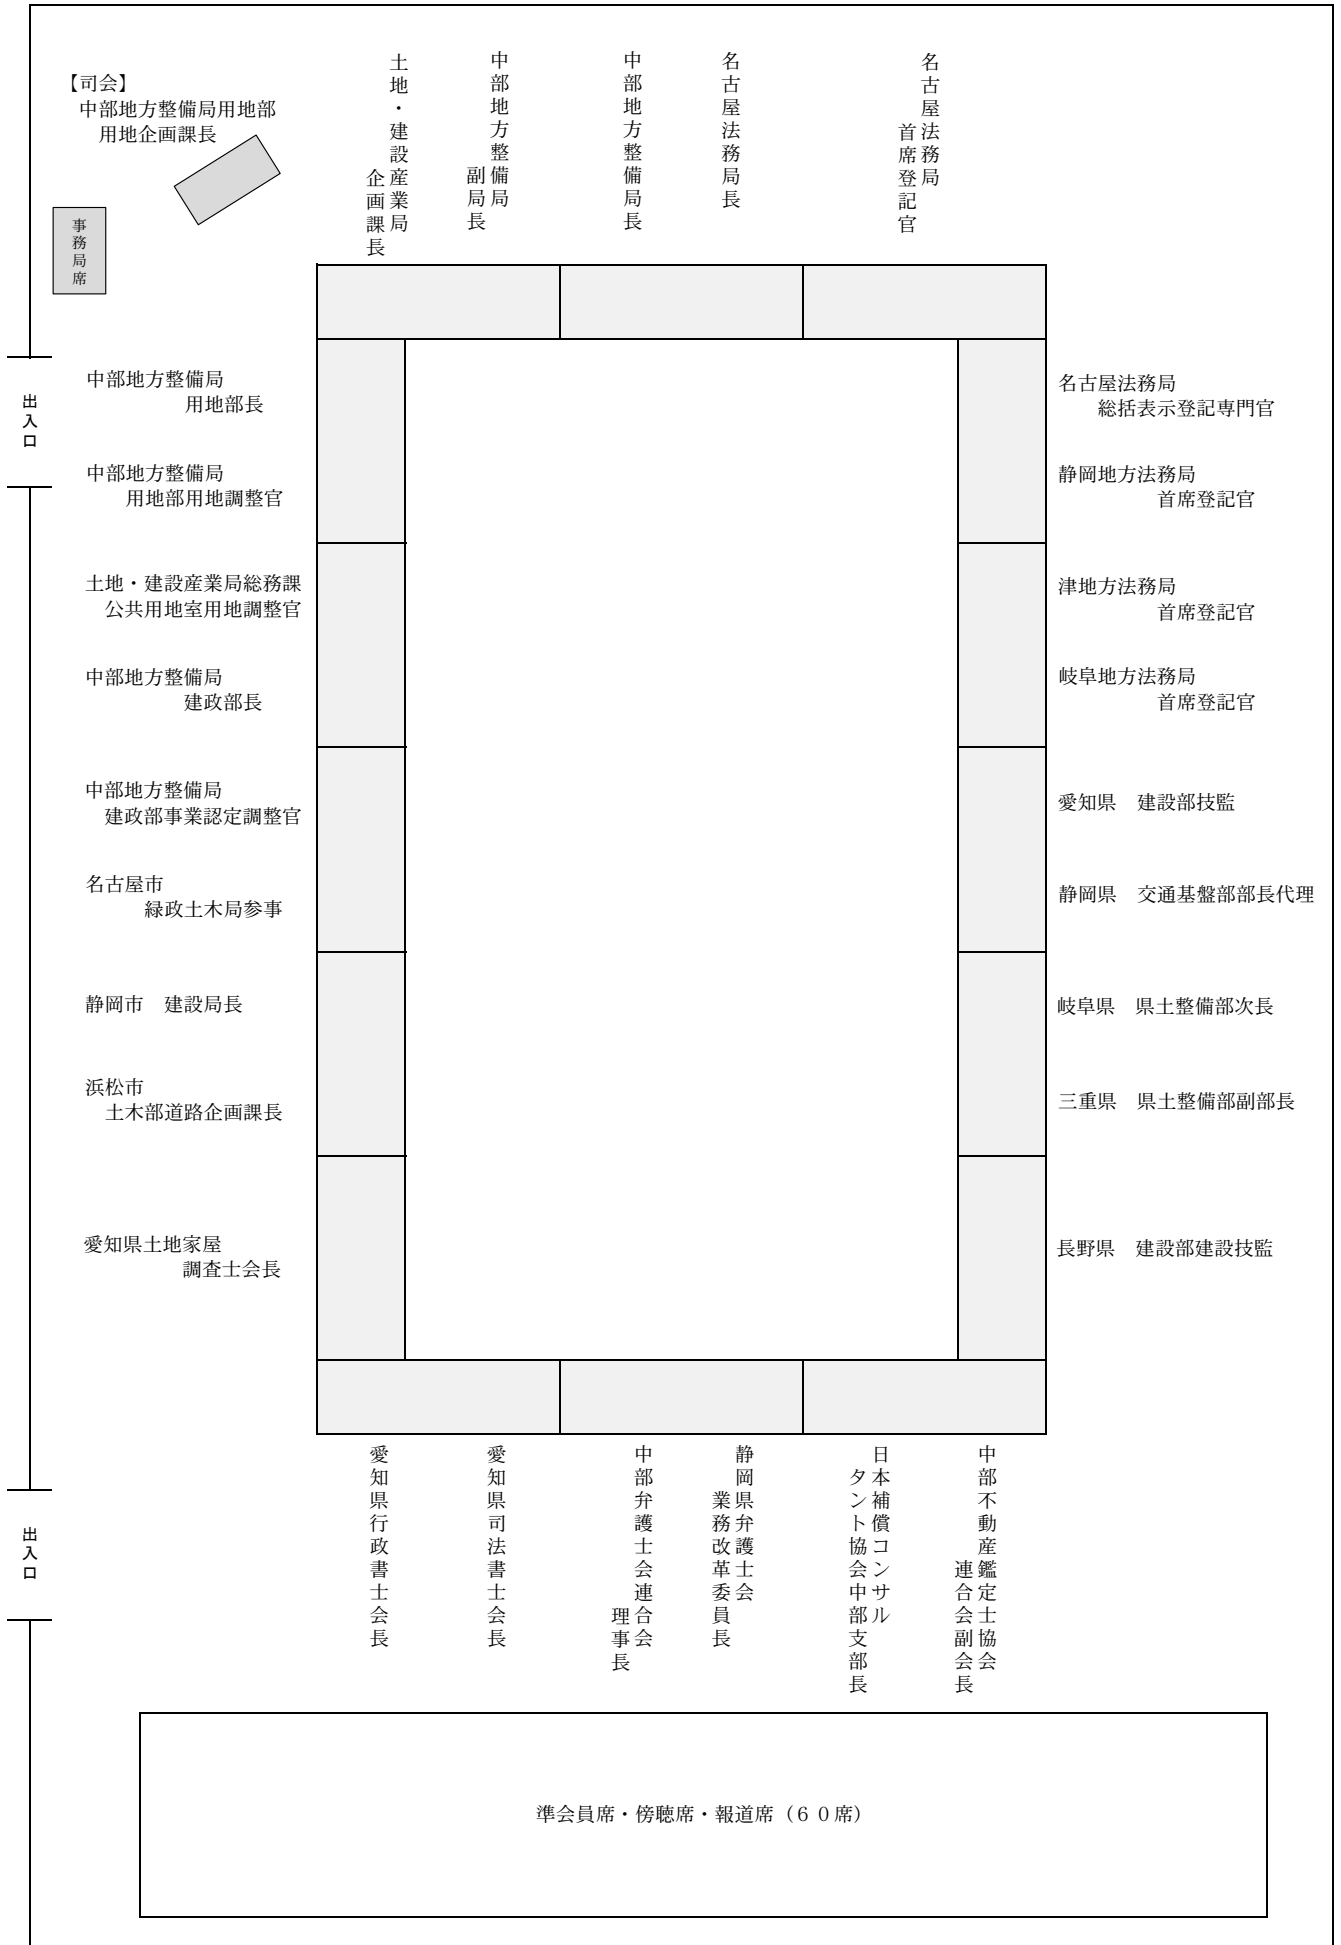 【司会】
中部地方整備局用地部
用地企画課長
事務局席
土地・建設産業局
企画課長
中部地方整備局
副局長
中部地方整備局長
名古屋法務局長
名古屋法務局
首席登記官
出入口
中部地方整備局
用地部長
中部地方整備局
用地部用地調整官
土地・建設産業局総務課
公共用地室用地調整官
中部地方整備局
建政部長
中部地方整備局
建政部事業認定調整官
名古屋市
緑政土木局参事
静岡市　建設局長
浜松市
土木部道路企画課長
愛知県土地家屋
調査士会長
名古屋法務局
総括表示登記専門官
静岡地方法務局
首席登記官
津地方法務局
首席登記官
岐阜地方法務局
首席登記官
愛知県　建設部技監
静岡県　交通基盤部部長代理
岐阜県　県土整備部次長
三重県　県土整備部副部長
長野県　建設部建設技監
出入口
愛知県行政書士会長
愛知県司法書士会長
中部弁護士会連合会
理事長
静岡県弁護士会
業務改革委員長
日本補償コンサル
タント協会中部支部長
中部不動産鑑定士協会
連合会副会長
準会員席・傍聴席・報道席（６０席）